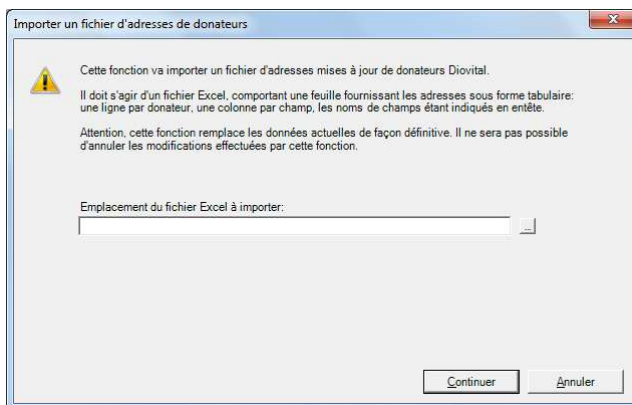 Importer un fichier d'adresses de donateurs
Cette fonction va importer un fichier d'adresses mises à jour de donateurs Diovital.
Il doit s'agir d'un fichier Excel, comportant une feuille fournissant les adresses sous forme tabulaire:
une ligne par donateur, une colonne par champ, les noms de champs étant indiqués en entête.
Attention, cette fonction remplace les données actuelles de façon définitive. Il ne sera pas possible
d'annuler les modifications effectuées par cette fonction.
Emplacement du fichier Excel à importer:
...
Continuer
Annuler